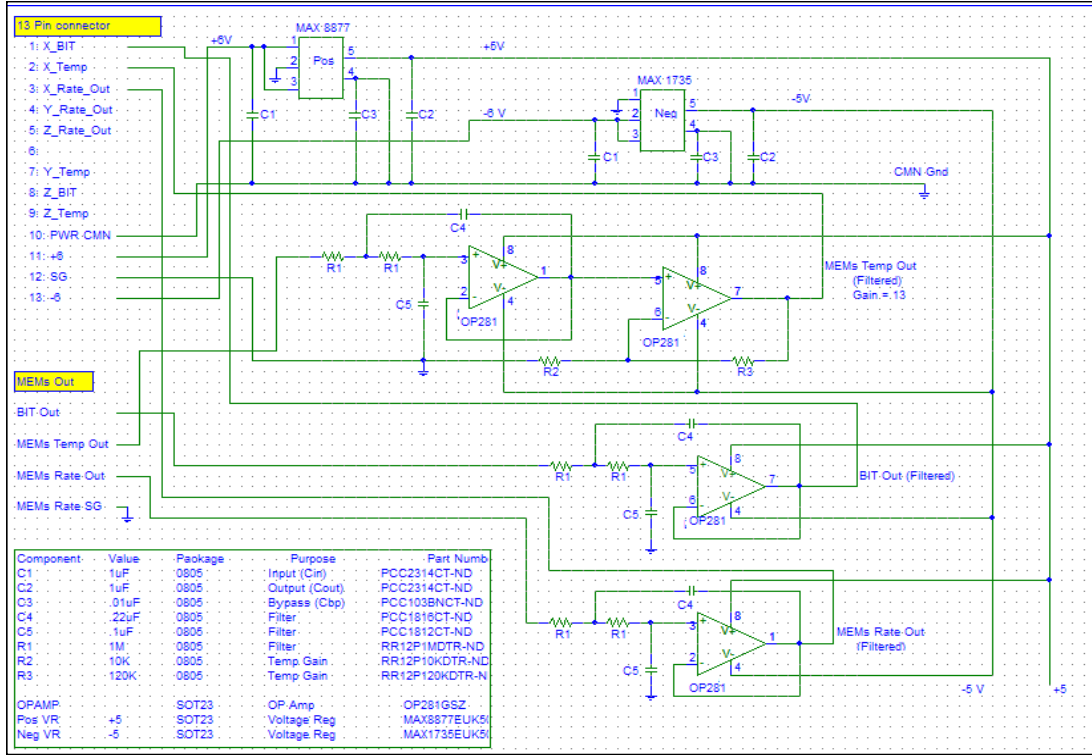 13 Pin connector
1: X_BIT
2: X_Temp
3: X_Rate_Out
4: Y_Rate_Out
5: Z_Rate_Out
6:
7: Y_Temp
8: Z_BIT
9: Z_Temp
10: PWR CMN
11: +6
12: SG
13: -6
+6V
MAX 8877
1
2
3
Pos
5
4
+5V
C1
C3
C2
-6 V
MAX 1735
1
2
3
Neg
5
4
-5V
C1
C3
C2
CMN Gnd
C4
R1
R1
C5
3
+
2
-
8
V+
V-
4
1
OP281
5
+
6
-
8
V+
V-
4
7
OP281
R2
R3
MEMs Temp Out
(Filtered)
Gain = 13
MEMs Out
BIT Out
MEMs Temp Out
MEMs Rate Out
MEMs Rate SG
C4
R1
R1
C5
5
+
6
-
8
V+
V-
4
7
OP281
BIT Out (Filtered)
C4
R1
R1
C5
3
+
2
-
8
V+
V-
4
1
OP281
MEMs Rate Out
(Filtered)
-5 V
+5
Component Value Package Purpose Part Numb
C1 1uF 0805 Input (Cin) PCC2314CT-ND
C2 1uF 0805 Output (Cout) PCC2314CT-ND
C3 .01uF 0805 Bypass (Cbp) PCC103BNCT-ND
C4 .22uF 0805 Filter PCC1816CT-ND
C5 .1uF 0805 Filter PCC1812CT-ND
R1 1M 0805 Filter RR12P1MDTR-ND
R2 10K 0805 Temp Gain RR12P10KDTR-ND
R3 120K 0805 Temp Gain RR12P120KDTR-N
OPAMP SOT23 OP Amp OP281GSZ
Pos VR +5 SOT23 Voltage Reg MAX8877EUK5
Neg VR -5 SOT23 Voltage Reg MAX1735EUK5